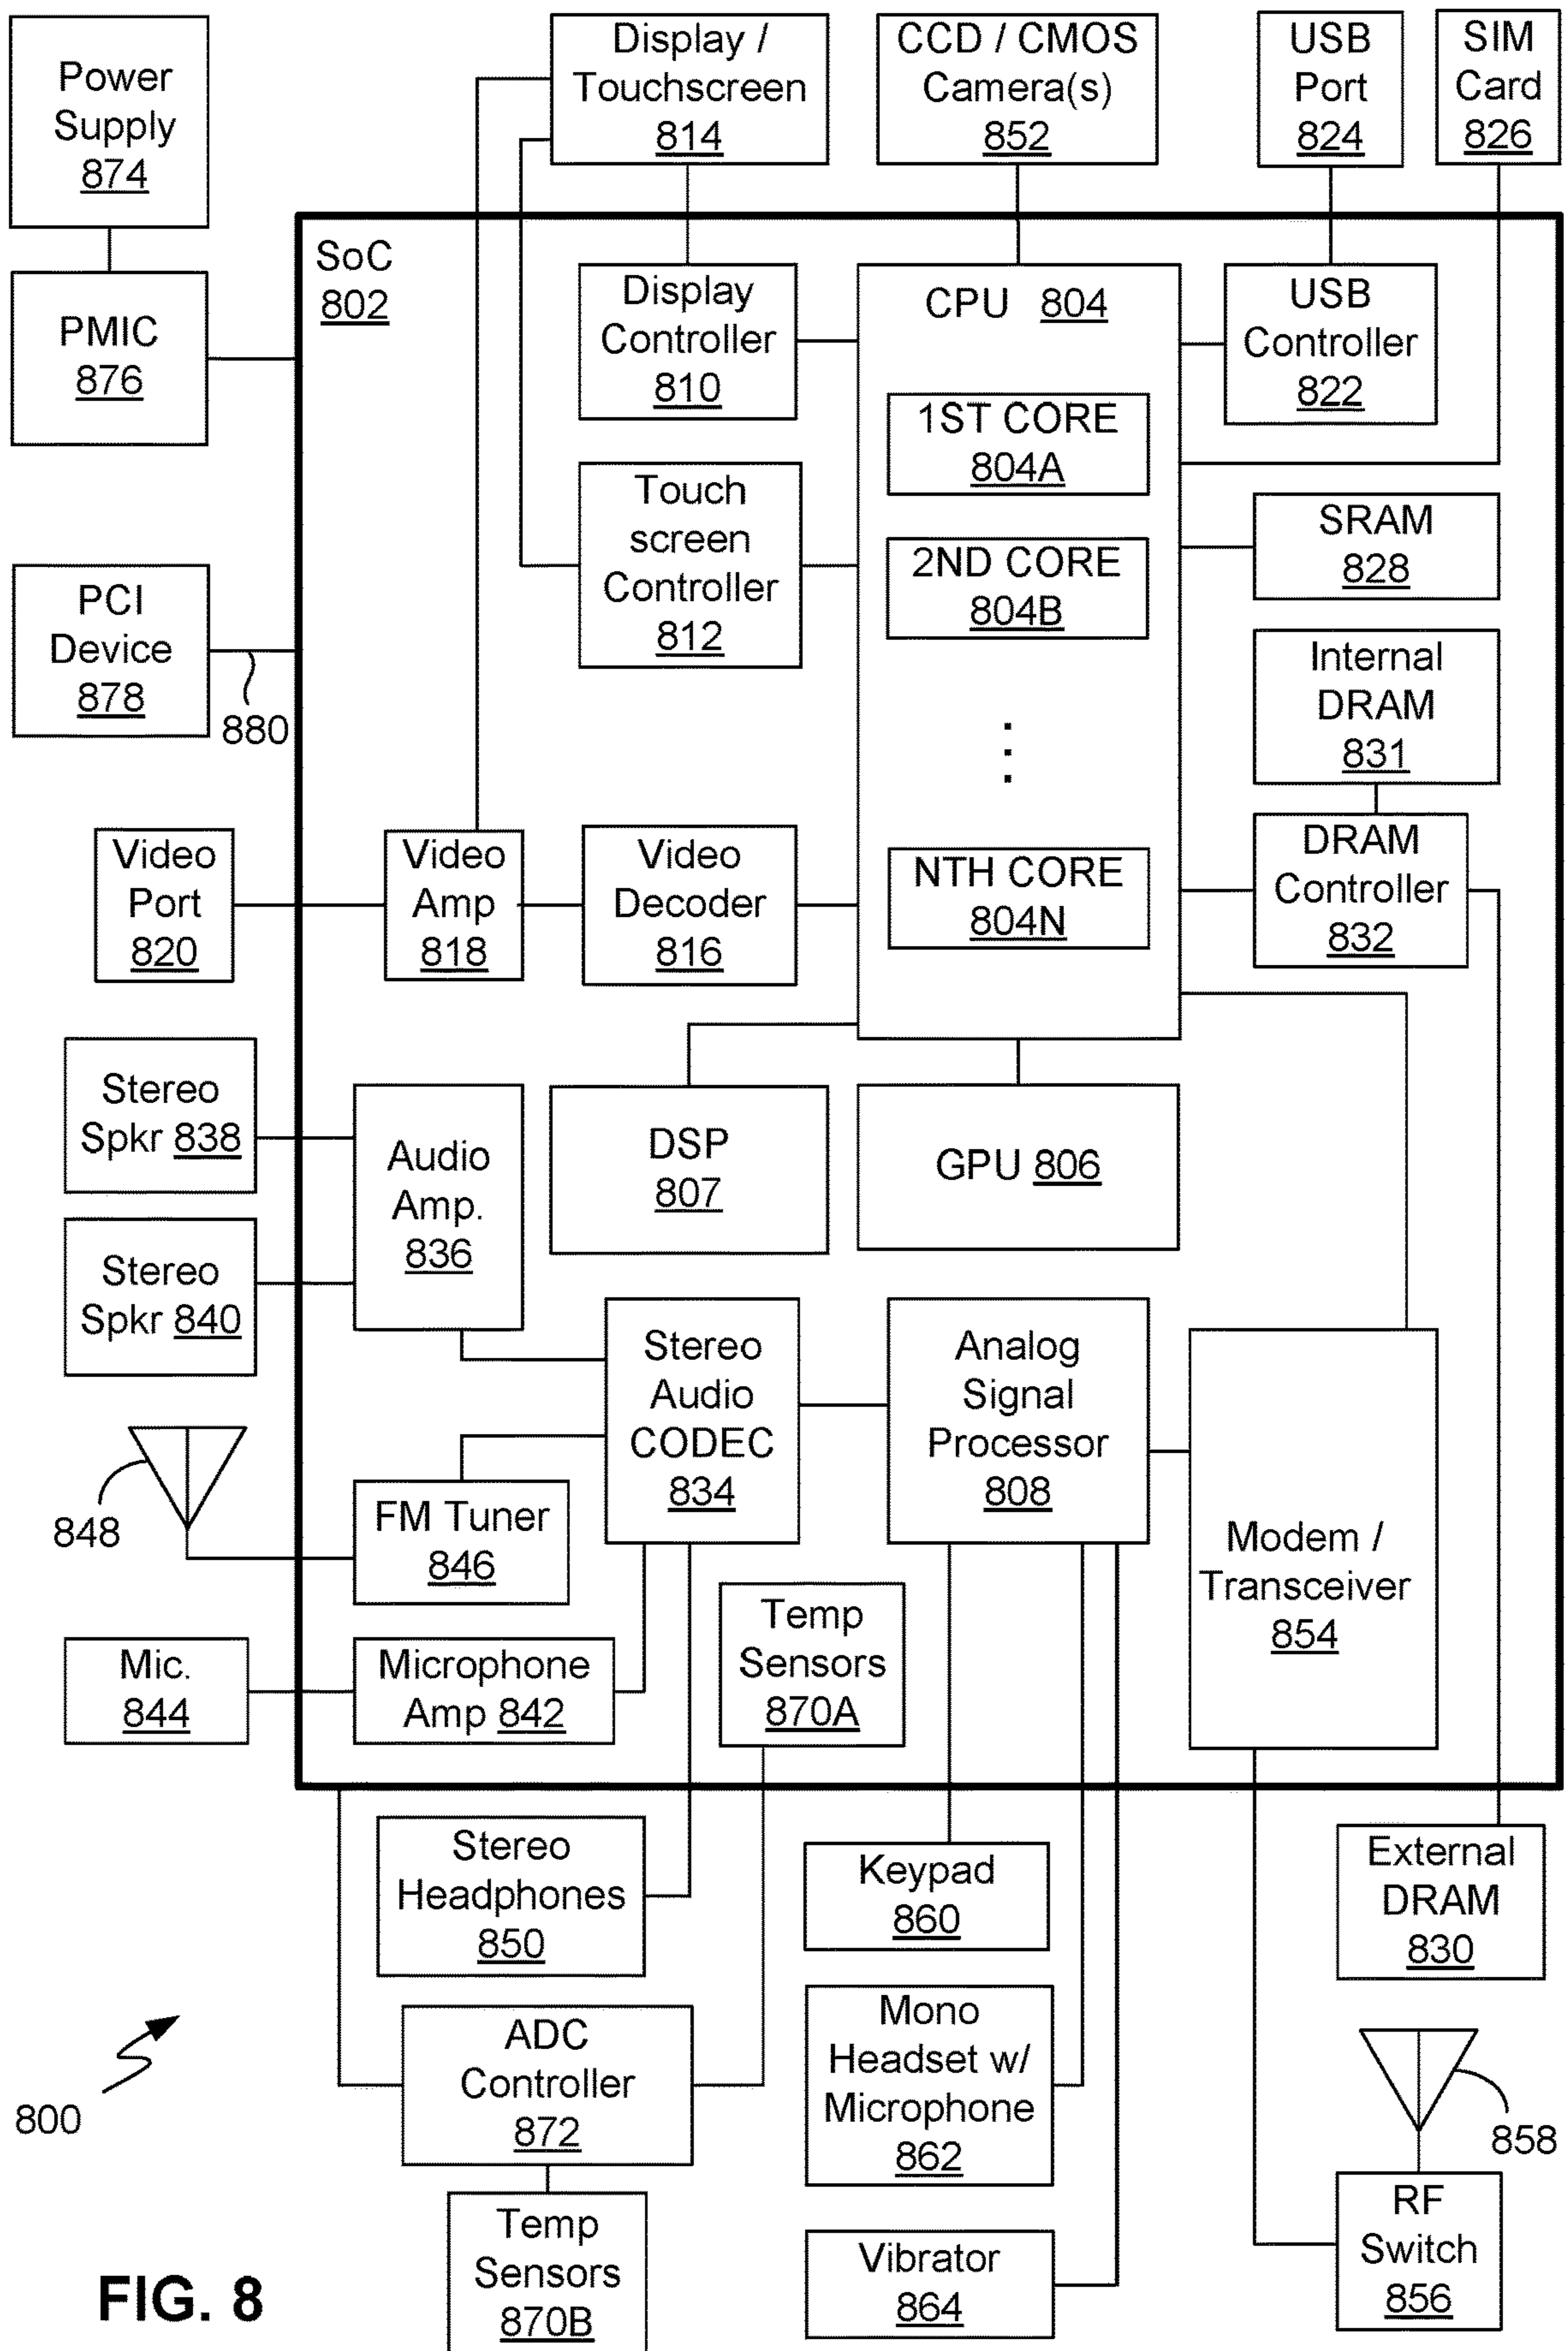 Power
Supply
874
Display /
Touchscreen
814
CCD / CMOS
Camera(s)
852
USB
Port
824
SIM
Card
826
PMIC
876
SoC
802
Display
Controller
810
CPU 804
USB
Controller
822
1ST CORE
804A
Touch
screen
Controller
812
2ND CORE
804B
SRAM
828
PCI
Device
878
880
Internal
DRAM
831
Video
Port
820
Video
Amp
818
Video
Decoder
816
NTH CORE
804N
DRAM
Controller
832
Stereo
Spkr 838
Audio
Amp.
836
DSP
807
GPU 806
Stereo
Spkr 840
Stereo
Audio
CODEC
834
Analog
Signal
Processor
808
848
FM Tuner
846
Modem /
Transceiver
854
Temp
Sensors
870A
Mic.
844
Microphone
Amp 842
Stereo
Headphones
850
Keypad
860
External
DRAM
830
ADC
Controller
872
Mono
Headset w/
Microphone
862
800
858
Temp
Sensors
870B
Vibrator
864
RF
Switch
856
FIG. 8